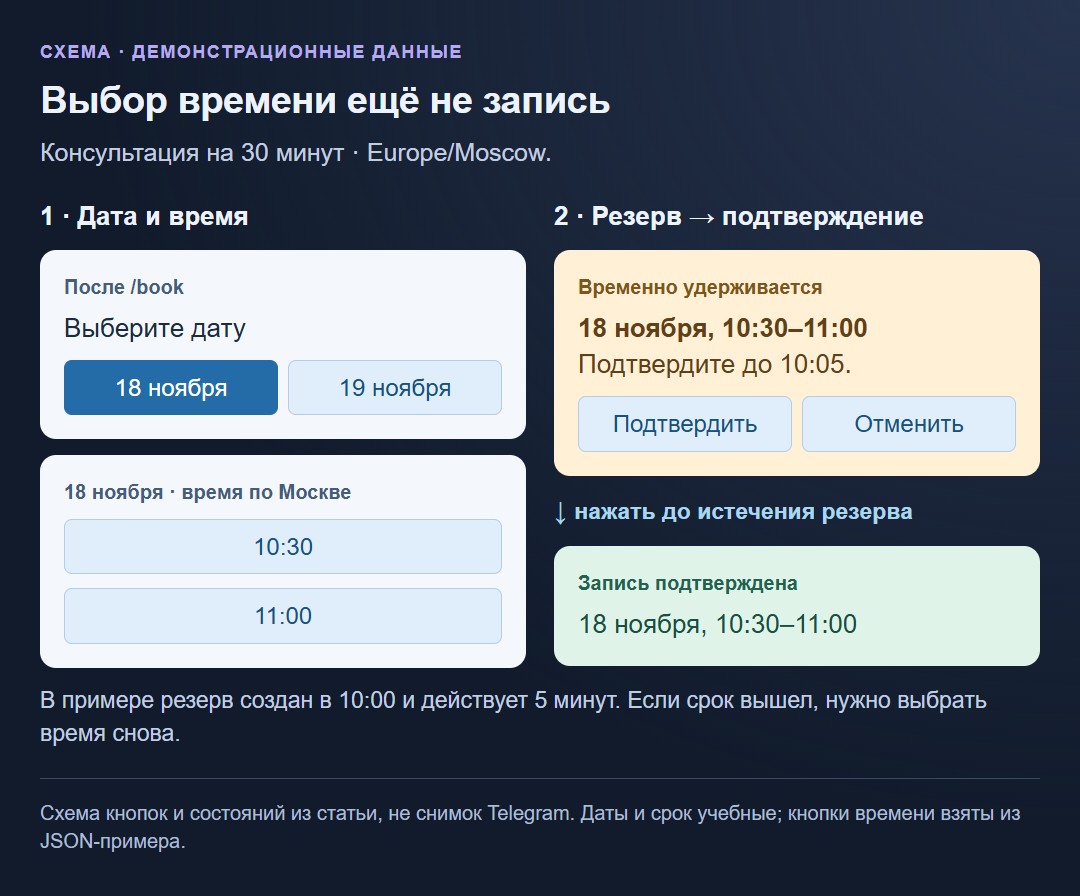 СХЕМА · ДЕМОНСТРАЦИОННЫЕ ДАННЫЕ
Выбор времени ещё не запись
Консультация на 30 минут · Europe/Moscow.
1 · Дата и время
После /book
Выберите дату
18 ноября
19 ноября
18 ноября · время по Москве
10:30
11:00
2 · Резерв → подтверждение
Временно удерживается
18 ноября, 10:30–11:00
Подтвердите до 10:05.
Подтвердить
Отменить
↓ нажать до истечения резерва
Запись подтверждена
18 ноября, 10:30–11:00
В примере резерв создан в 10:00 и действует 5 минут. Если срок вышел, нужно выбрать
время снова.
Схема кнопок и состояний из статьи, не снимок Telegram. Даты и срок учебные; кнопки времени взяты из
JSON-примера.